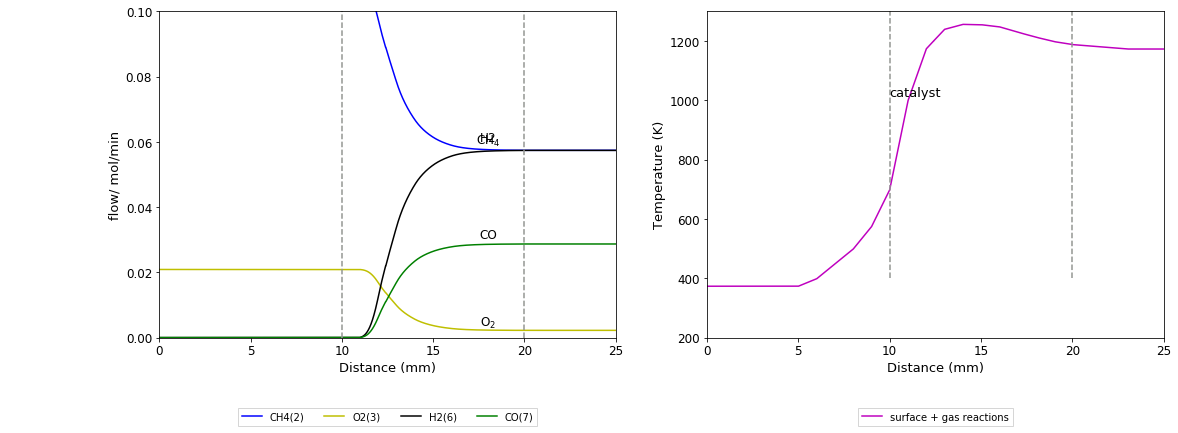 0.10
0.08
0.06
0.04
0.02
0.00
flow/ mol/min
H2
CH4
CO
O2
0 5 10 15 20 25
Distance (mm)
CH4(2) O2(3) H2(6) CO(7)
1200
1000
800
600
400
200
Temperature (K)
catalyst
0 5 10 15 20 25
Distance (mm)
surface + gas reactions